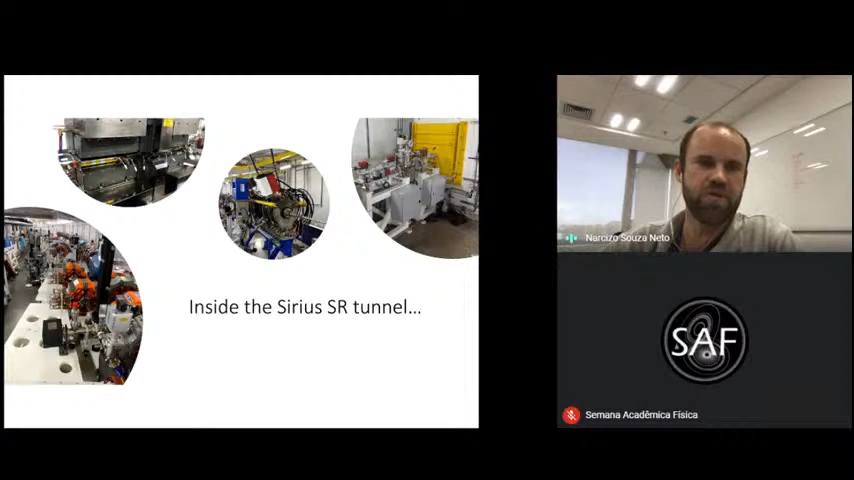 Inside the Sirius SR tunnel...
Narcizo Souza Neto
SAF
Semana Acadêmica Física